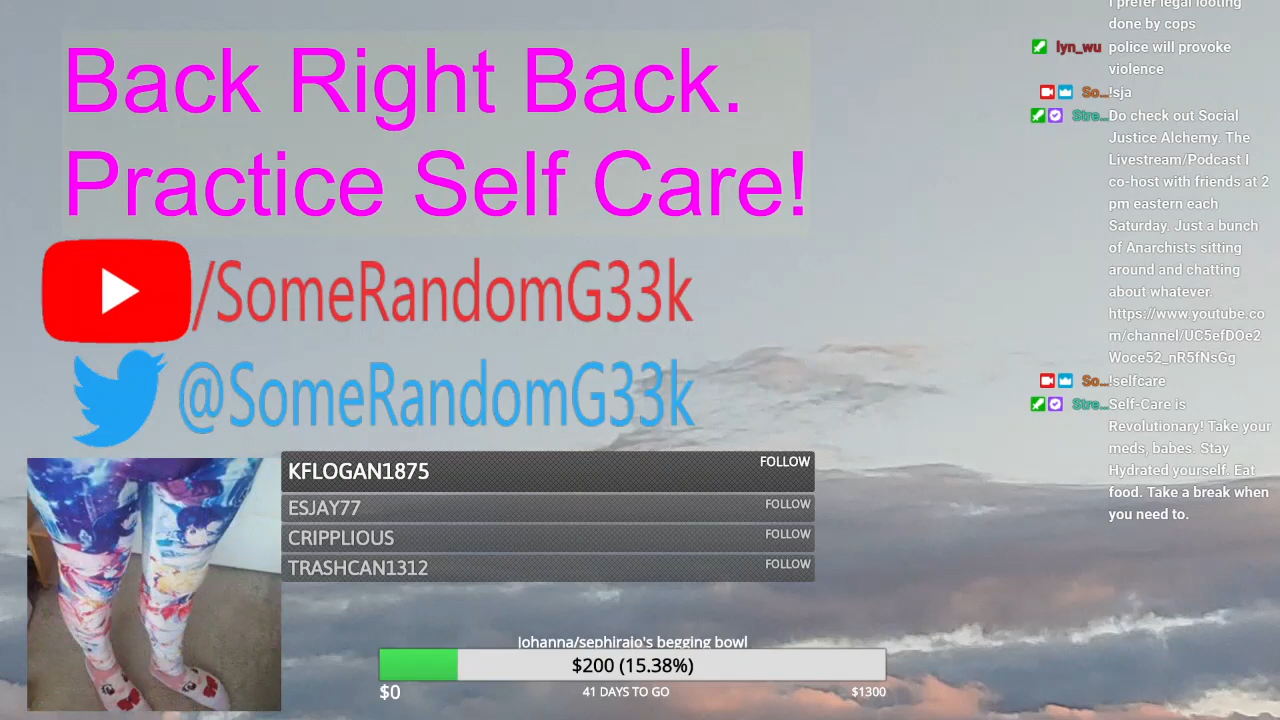 Back Right Back.
Practice Self Care!
/SomeRandomG33k
@SomeRandomG33k
KFLOGAN1875 FOLLOW
ESJAY77 FOLLOW
CRIPPLIOUS FOLLOW
TRASHCAN1312 FOLLOW
Johanna/sephiraio's begging bowl
$200 (15.38%)
$0 41 DAYS TO GO $1300
I prefer legal looting
done by cops
lyn_wu police will provoke
violence
So... !sja
Stre... Do check out Social
Justice Alchemy. The
Livestream/Podcast I
co-host with friends at 2
pm eastern each
Saturday. Just a bunch
of Anarchists sitting
around and chatting
about whatever.
https://www.youtube.co
m/channel/UC5efDOe2
Woce52_nR5fNsGg
So... !selfcare
Stre... Self-Care is
Revolutionary! Take your
meds, babes. Stay
Hydrated yourself. Eat
food. Take a break when
you need to.